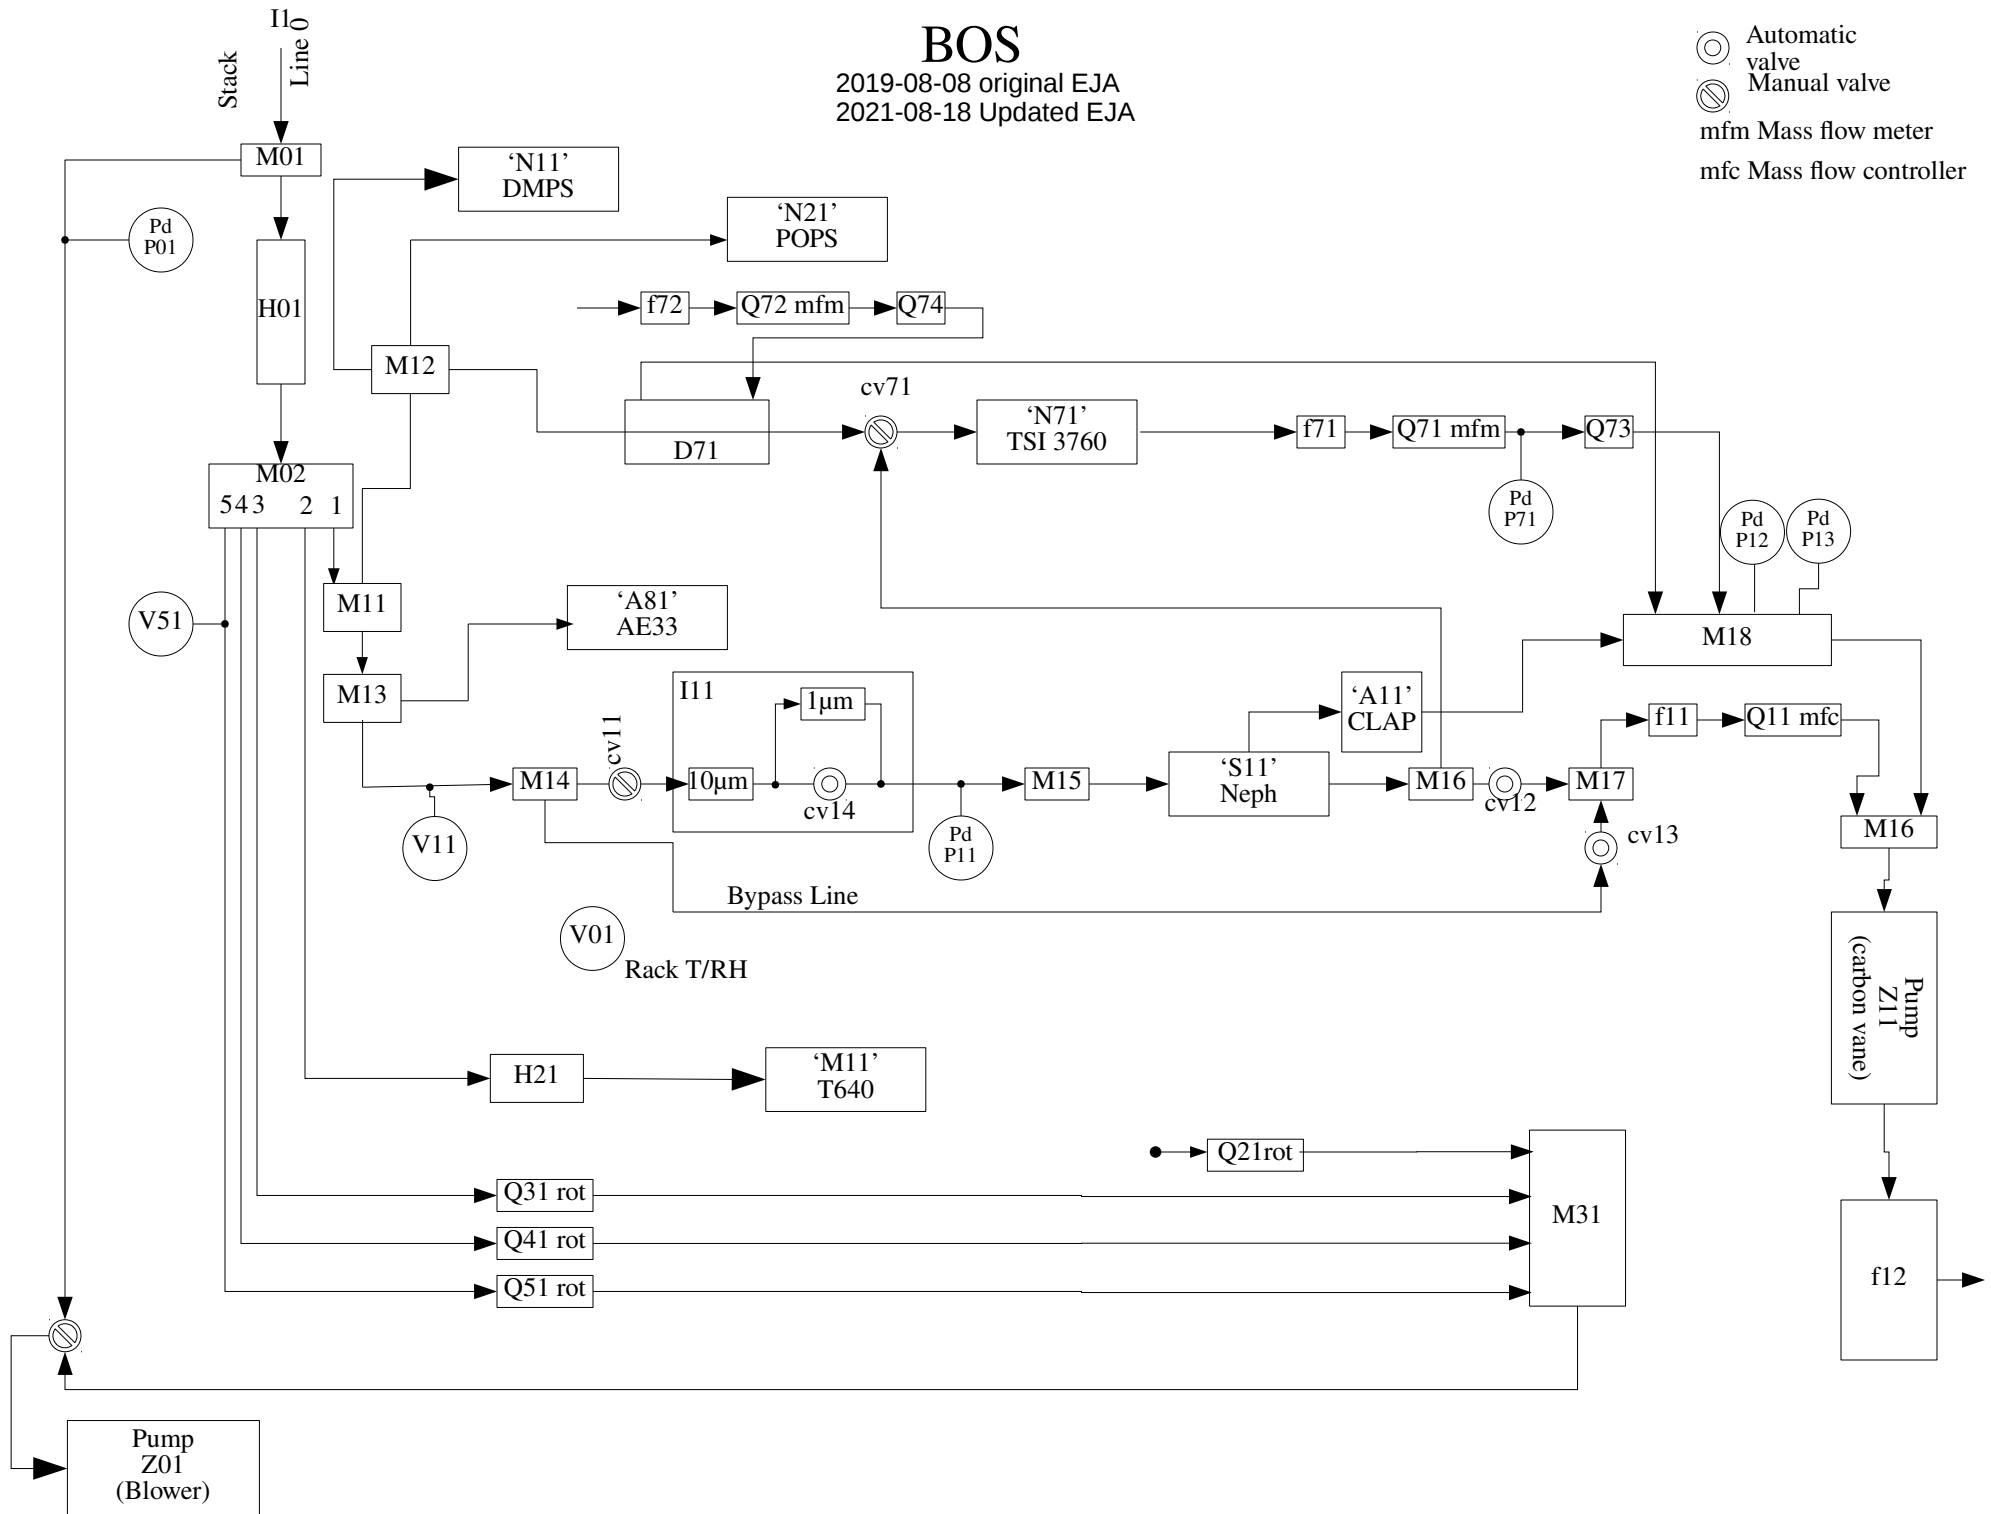 I1
Line 0
Stack
BOS
2019-08-08 original EJA
2021-08-18 Updated EJA
Automatic
valve
Manual valve
mfm Mass flow meter
mfc Mass flow controller
M01
‘N11’
DMPS
Pd
P01
‘N21’
POPS
H01
f72
Q72 mfm
Q74
M12
cv71
‘N71’
TSI 3760
f71
Q71 mfm
Q73
D71
M02
5 4 3 2 1
Pd
P71
Pd
P12
Pd
P13
M11
‘A81’
AE33
V51
M18
M13
I11
1µm
‘A11’
CLAP
f11
Q11 mfc
cv11
M14
10µm
cv14
M15
‘S11’
Neph
M16
cv12
M17
V11
Pd
P11
cv13
M16
Bypass Line
V01
Rack T/RH
Pump
Z11
(carbon vane)
H21
‘M11’
T640
Q21rot
Q31 rot
M31
Q41 rot
Q51 rot
f12
Pump
Z01
(Blower)